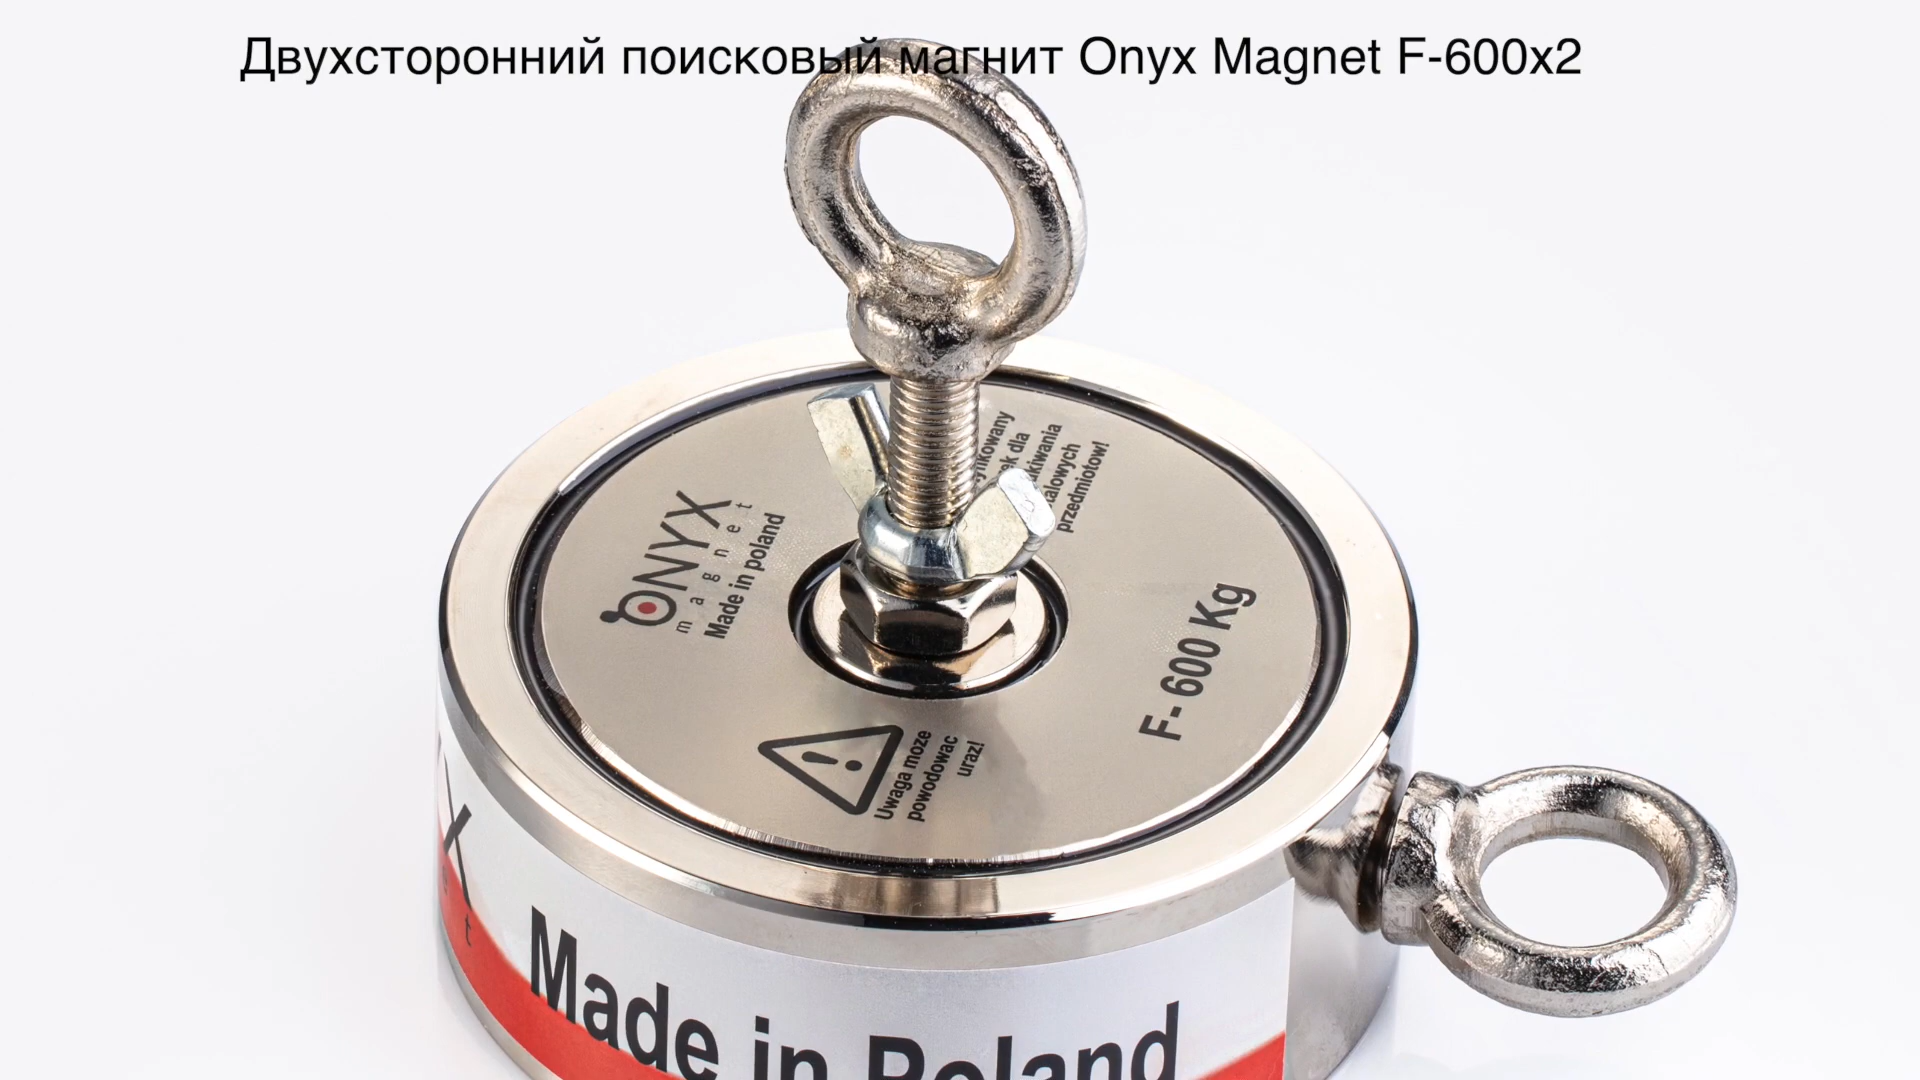 Двухсторонний поисковый магнит Onyx Magnet F-600x2
ONYX
magnet
Made in poland
dla
przedmiotow!
F- 600 Kg
Uwaga moze
powodowac
uraz!
Made in Poland